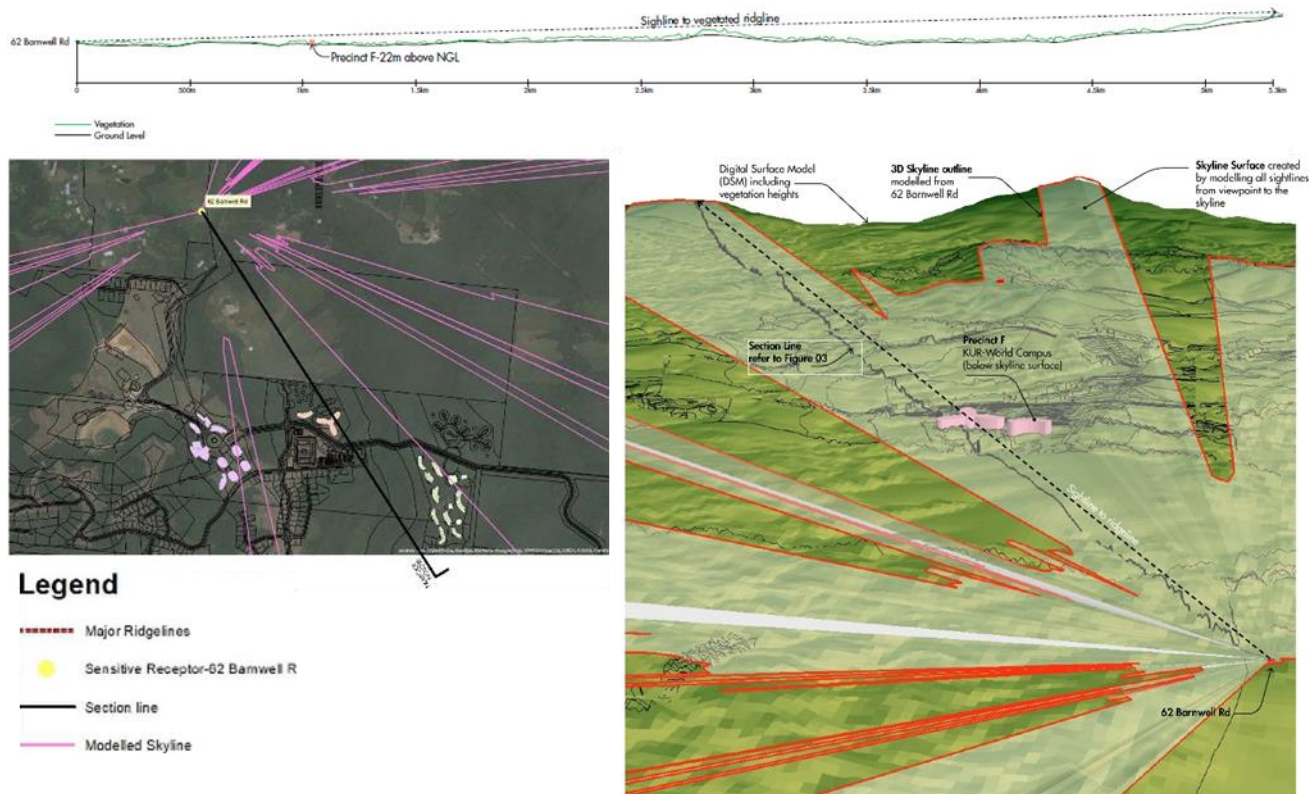 Sighline to vegetated ridgline
62 Barnwell Rd
Precinct F-22m above NGL
0
500m
1km
1.5km
2km
2.5km
3km
3.5km
4km
4.5km
5km
5.3km
Vegetation
Ground Level
62 Barnwell Rd
Legend
Major Ridgelines
Sensitive Receptor-62 Barnwell R
Section line
Modelled Skyline
Digital Surface Model
(DSM) including
vegetation heights
3D Skyline outline
modelled from
62 Barnwell Rd
Skyline Surface created
by modelling all sightlines
from viewpoint to the
skyline
Section Line
refer to Figure 03
Precinct F
KUR-World Campus
(below skyline surface)
Sighline to ridgeline
62 Barnwell Rd